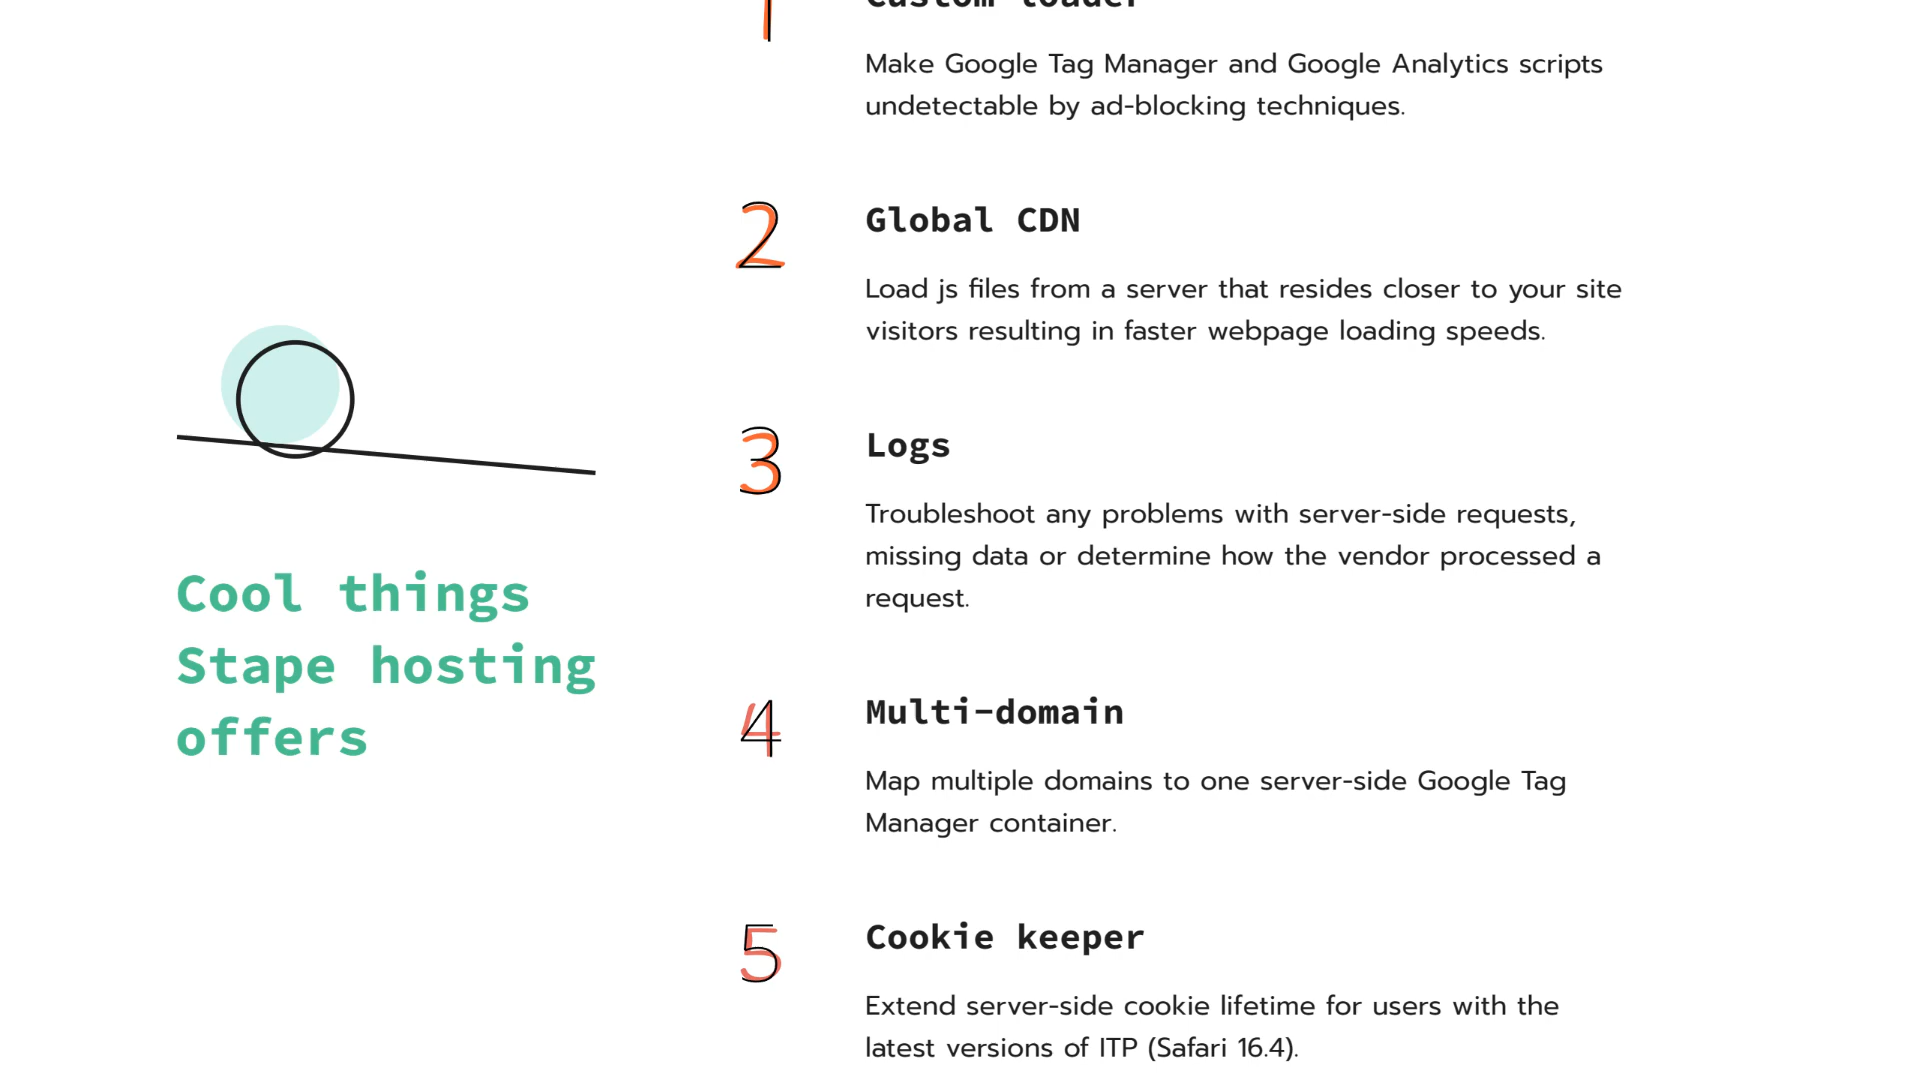 Cool things
Stape hosting
offers
1
Custom loader
Make Google Tag Manager and Google Analytics scripts
undetectable by ad-blocking techniques.
2
Global CDN
Load js files from a server that resides closer to your site
visitors resulting in faster webpage loading speeds.
3
Logs
Troubleshoot any problems with server-side requests,
missing data or determine how the vendor processed a
request.
4
Multi-domain
Map multiple domains to one server-side Google Tag
Manager container.
5
Cookie keeper
Extend server-side cookie lifetime for users with the
latest versions of ITP (Safari 16.4).